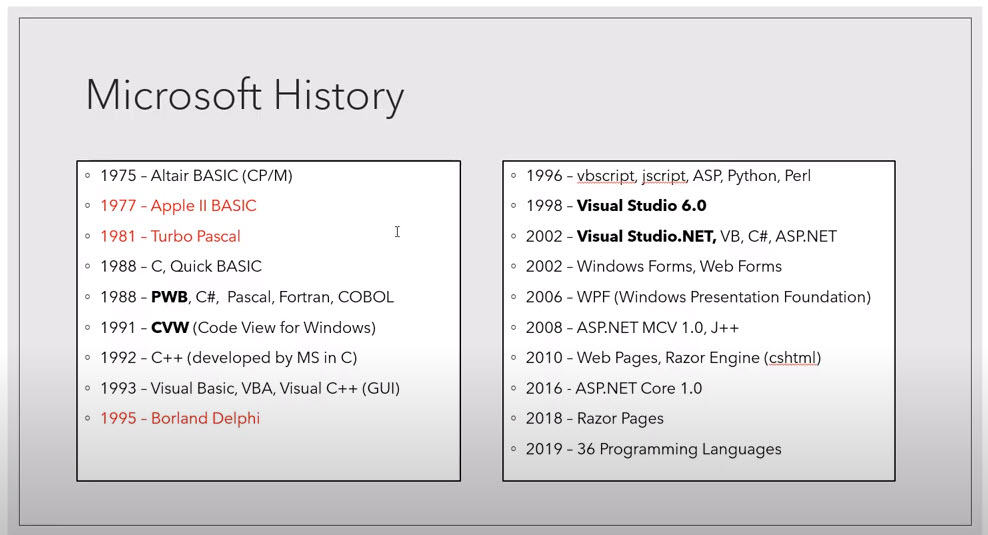 Microsoft History
◦ 1975 – Altair BASIC (CP/M)
◦ 1977 – Apple II BASIC
◦ 1981 – Turbo Pascal
◦ 1988 – C, Quick BASIC
◦ 1988 – PWB, C#,  Pascal, Fortran, COBOL
◦ 1991 – CVW (Code View for Windows)
◦ 1992 – C++ (developed by MS in C)
◦ 1993 – Visual Basic, VBA, Visual C++ (GUI)
◦ 1995 – Borland Delphi
◦ 1996 – vbscript, jscript, ASP, Python, Perl
◦ 1998 – Visual Studio 6.0
◦ 2002 – Visual Studio.NET, VB, C#, ASP.NET
◦ 2002 – Windows Forms, Web Forms
◦ 2006 – WPF (Windows Presentation Foundation)
◦ 2008 – ASP.NET MCV 1.0, J++
◦ 2010 – Web Pages, Razor Engine (cshtml)
◦ 2016 - ASP.NET Core 1.0
◦ 2018 – Razor Pages
◦ 2019 – 36 Programming Languages